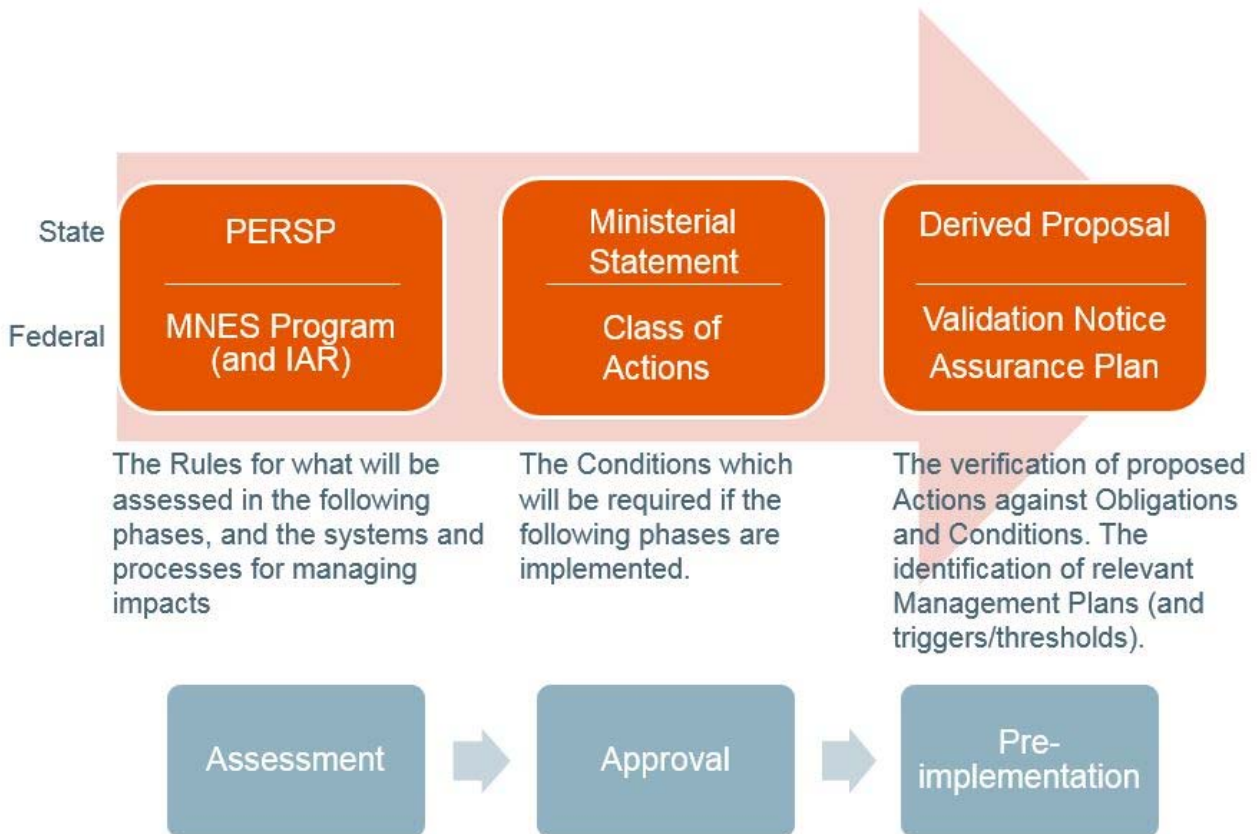 State
PERSP
Federal
MNES Program
(and IAR)
Ministerial
Statement
Class of
Actions
Derived Proposal
Validation Notice
Assurance Plan
The Rules for what will be
assessed in the following
phases, and the systems and
processes for managing
impacts
The Conditions which
will be required if the
following phases are
implemented.
The verification of proposed
Actions against Obligations
and Conditions. The
identification of relevant
Management Plans (and
triggers/thresholds).
Assessment
Approval
Pre-
implementation